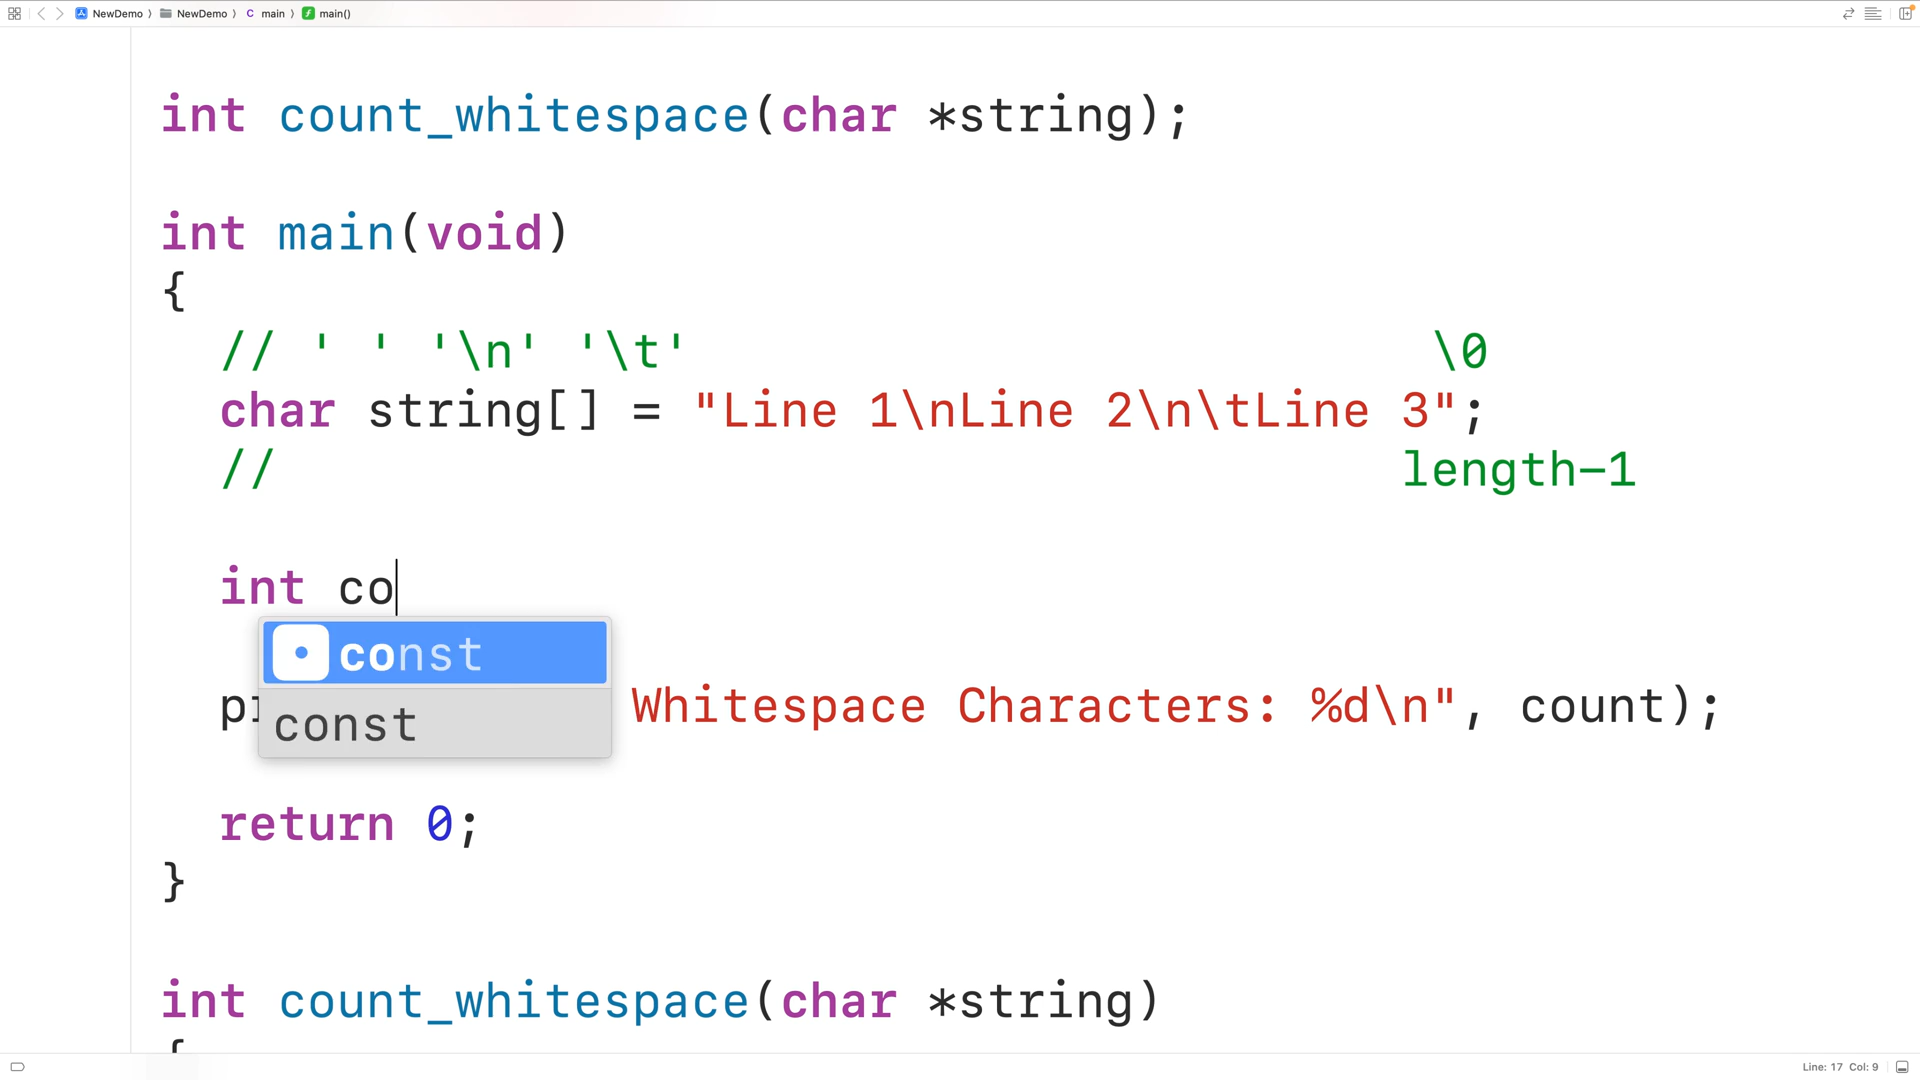 NewDemo 〉 NewDemo 〉 C main 〉 f main()
int count_whitespace(char *string);
int main(void)
{
// ' ' '\n' '\t' \0
char string[] = "Line 1\nLine 2\n\tLine 3";
// length-1
int co
const
const
Whitespace Characters: %d\n", count);
return 0;
}
int count_whitespace(char *string)
{
Line: 17 Col: 9